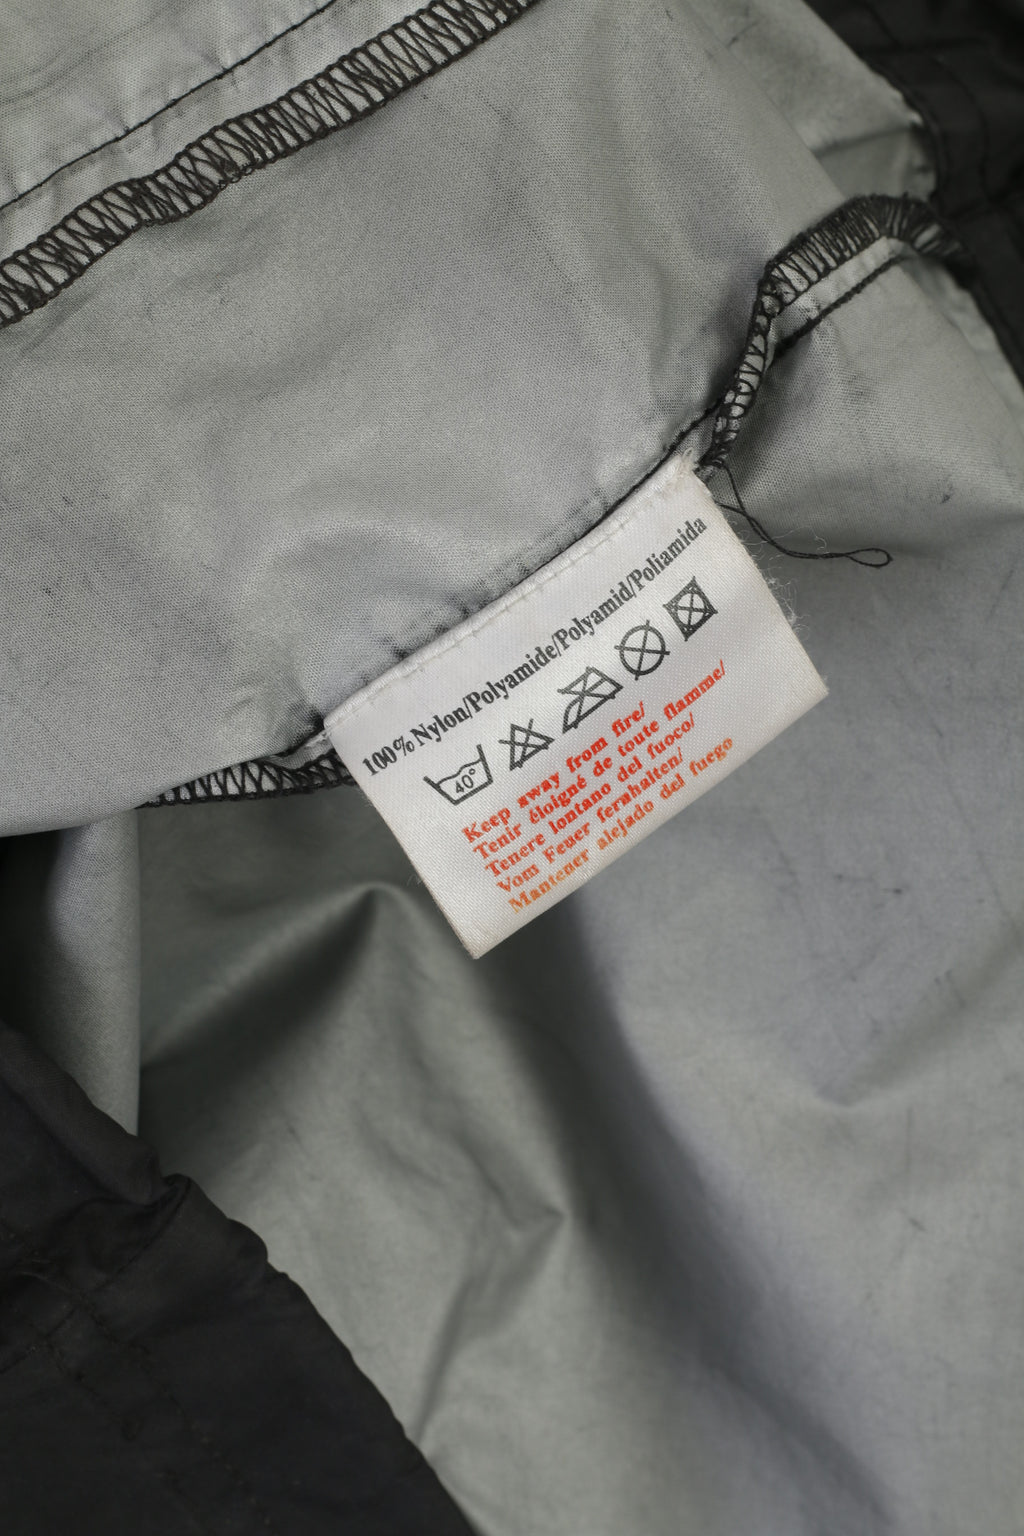 100% Nylon/Polyamide/Polyamid/Poliamida
40°
Keep away from fire/
Tenir éloigné de toute flamme/
Tenere lontano del fuoco/
Vom Feuer ferahalten/
Mantener alejado del fuego